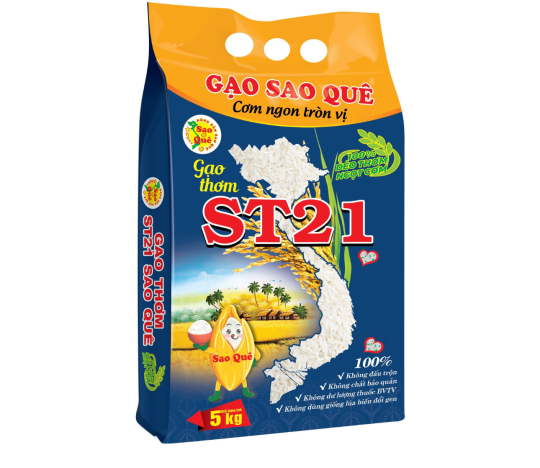 GẠO SAO QUÊ
Cơm ngon tròn vị
Sao
Quê
Gạo
thơm
ST21
100%
DẺO THƠM
NGỌT CƠM
GẠO THƠM
ST21 SAO QUÊ
GẠO
GẠO
Sao Quê
100%
✓ Không đấu trộn
✓ Không chất bảo quản
✓ Không dư lượng thuốc BVTV
✓ Không dùng giống lúa biến đổi gen
5 kg